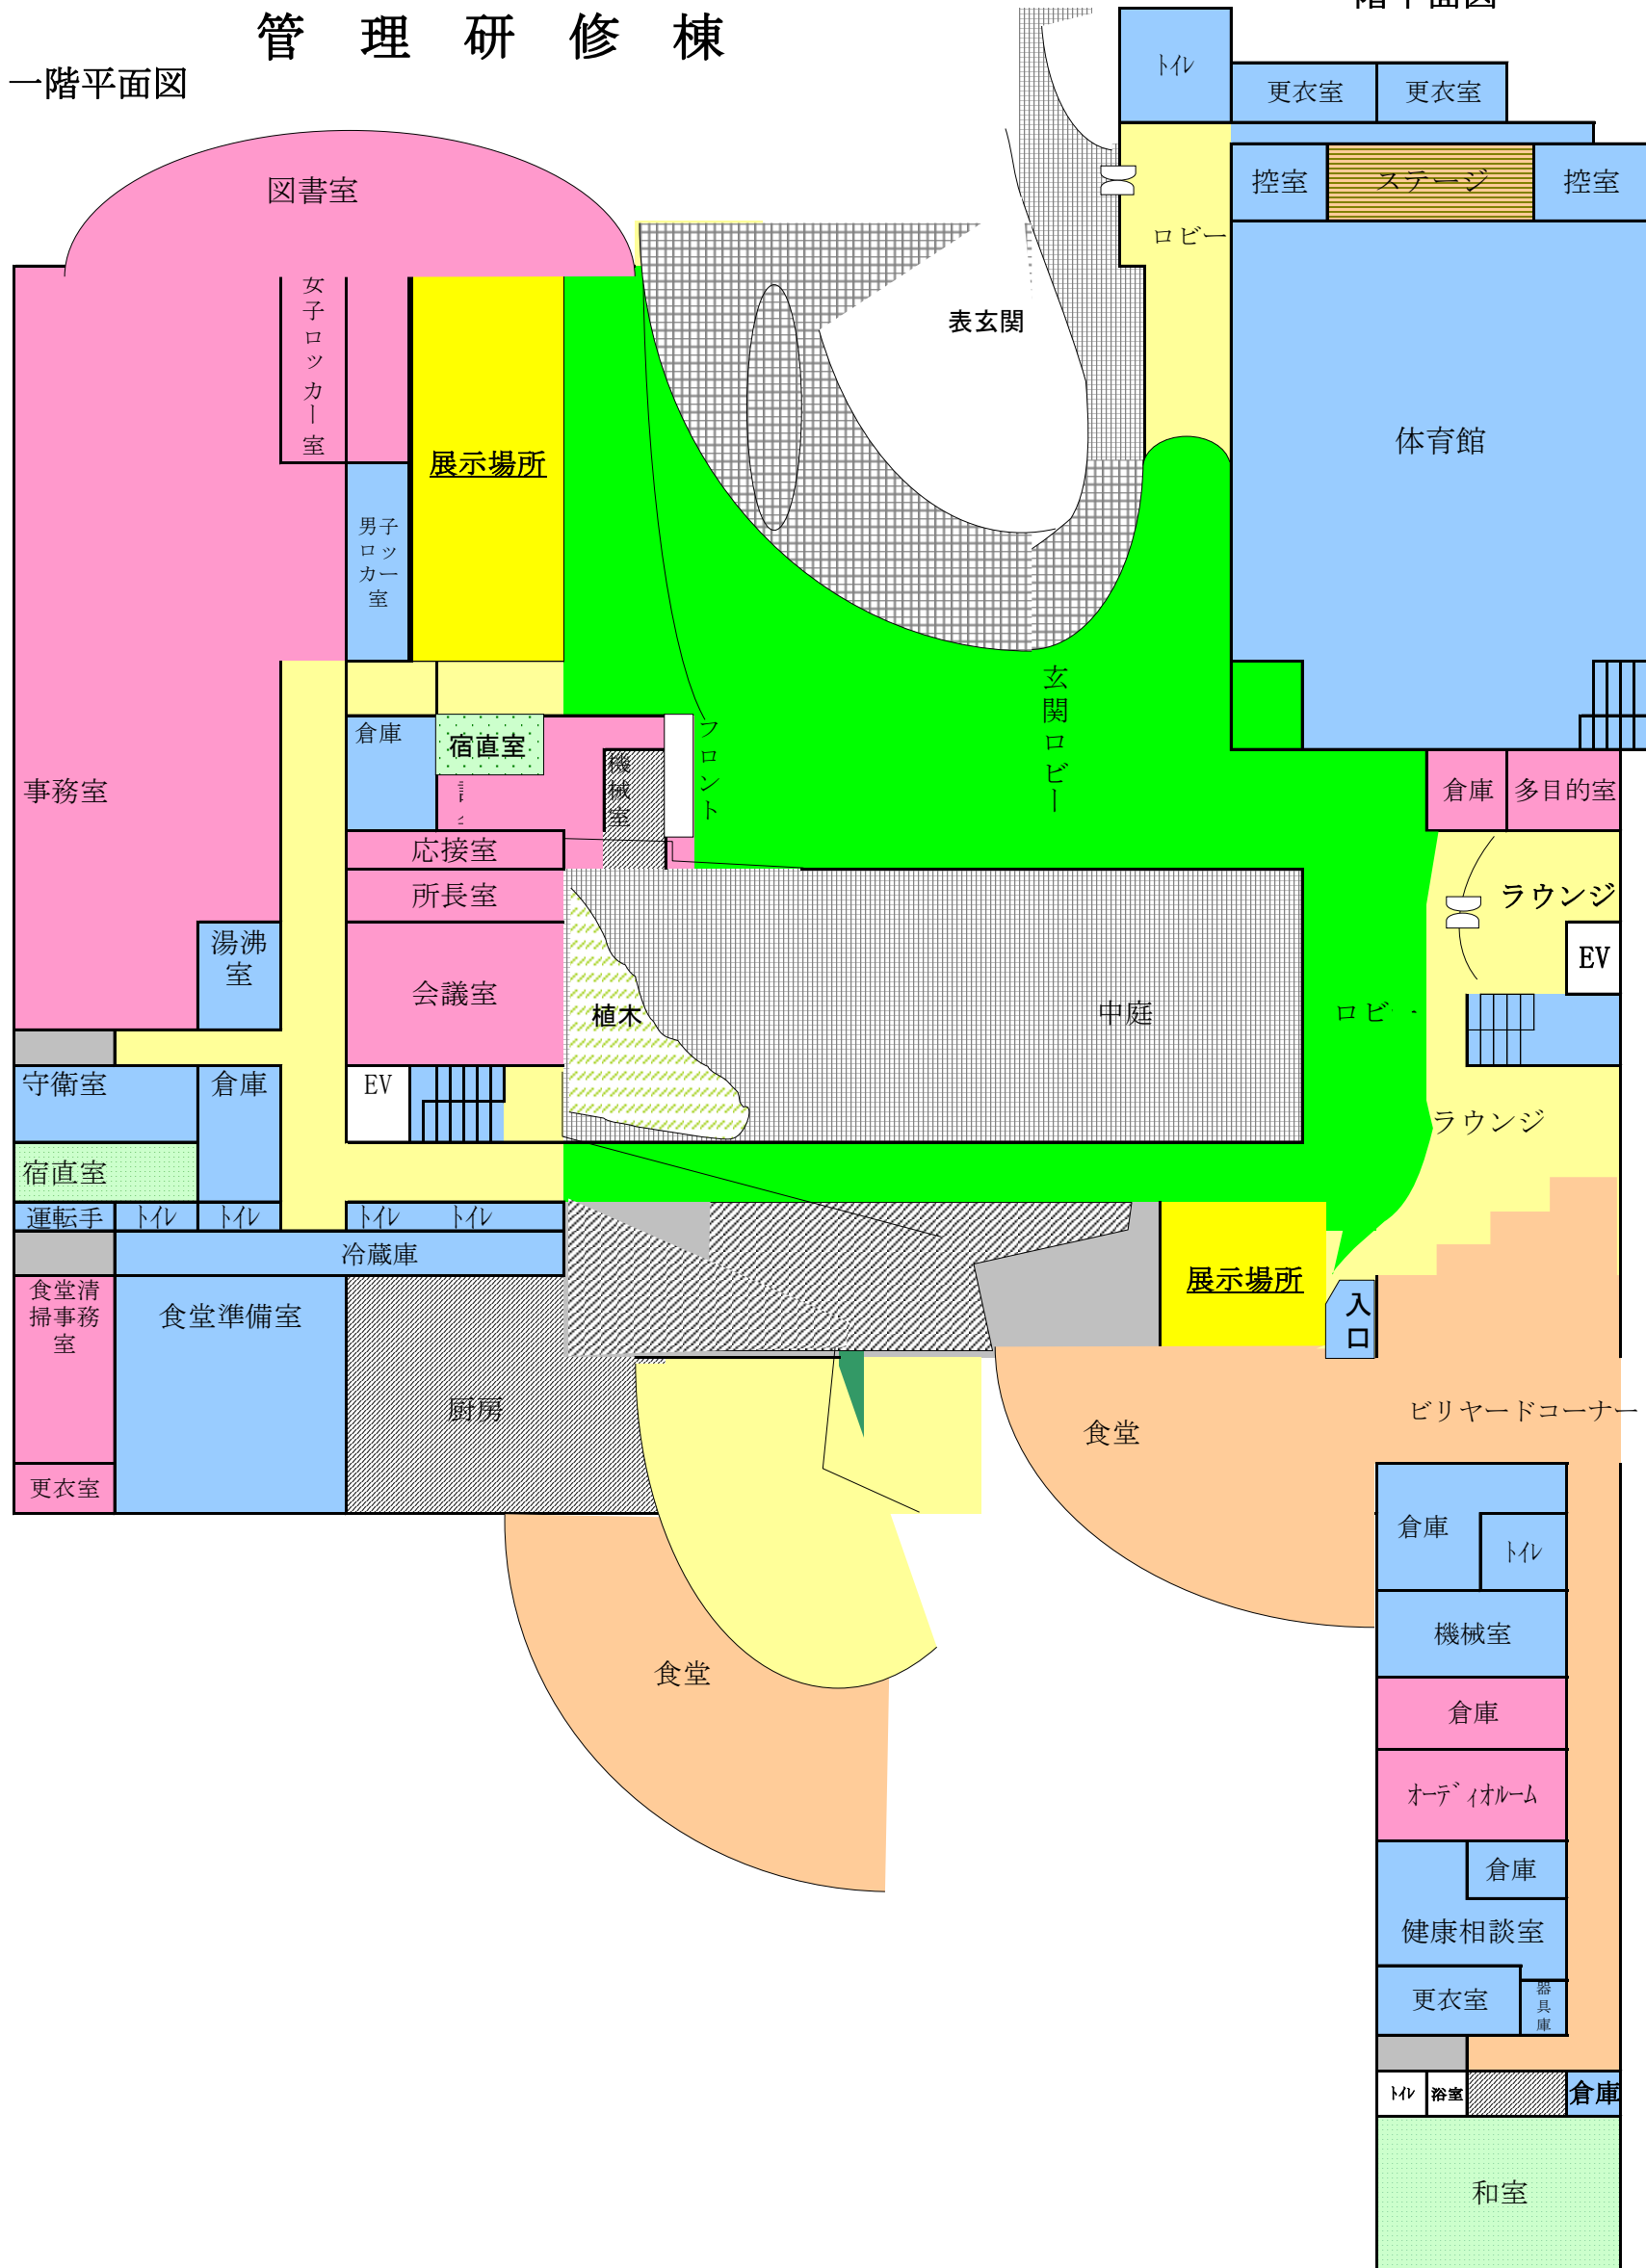 管理研修棟
一階平面図
階平面図
ﾄｲﾚ
更衣室
更衣室
控室
ステージ
控室
図書室
ロビー
女子ロッカー室
表玄関
体育館
展示場所
男子
ロッ
カー
室
玄関ロビー
倉庫
宿直室
フロント
機械室
事務室
倉庫
多目的室
応接室
所長室
ラウンジ
湯沸
室
EV
会議室
植木
中庭
ロビー
守衛室
倉庫
EV
ラウンジ
宿直室
運転手
ﾄｲﾚ
ﾄｲﾚ
ﾄｲﾚ
ﾄｲﾚ
冷蔵庫
展示場所
食堂清
掃事務
室
食堂準備室
入
口
厨房
食堂
ビリヤードコーナー
更衣室
倉庫
ﾄｲﾚ
機械室
食堂
倉庫
ｵｰﾃﾞｨｵﾙｰﾑ
倉庫
健康相談室
更衣室
器
具
庫
ﾄｲﾚ
浴室
倉庫
和室